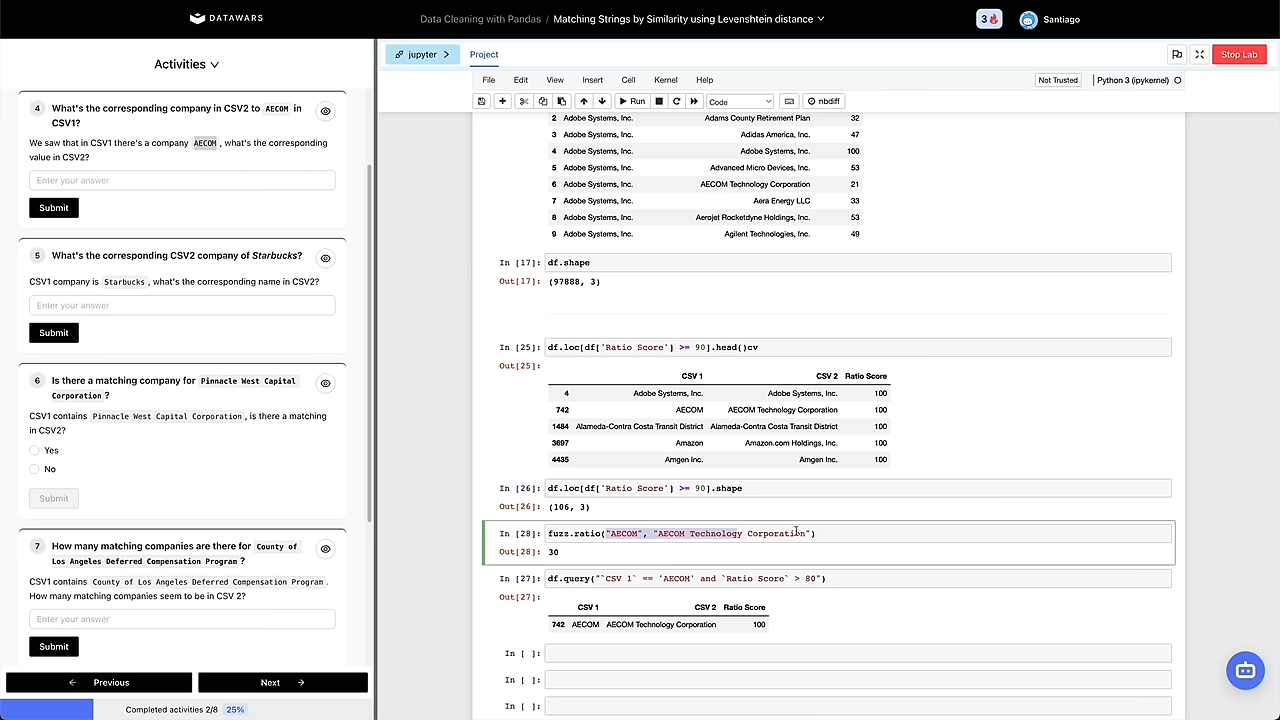 DATAWARS
Data Cleaning with Pandas / Matching Strings by Similarity using Levenshtein distance
3
Santiago
Activities
4
What's the corresponding company in CSV2 to AECOM in
CSV1?
We saw that in CSV1 there's a company AECOM , what's the corresponding
value in CSV2?
Enter your answer
Submit
5
What's the corresponding CSV2 company of Starbucks?
CSV1 company is Starbucks , what's the corresponding name in CSV2?
Enter your answer
Submit
6
Is there a matching company for Pinnacle West Capital
Corporation ?
CSV1 contains Pinnacle West Capital Corporation , is there a matching
in CSV2?
Yes
No
Submit
7
How many matching companies are there for County of
Los Angeles Deferred Compensation Program ?
CSV1 contains County of Los Angeles Deferred Compensation Program .
How many matching companies seem to be in CSV 2?
Enter your answer
Submit
Previous
Next
Completed activities 2/8 25%
jupyter
Project
Stop Lab
File Edit View Insert Cell Kernel Help
Not Trusted
Python 3 (ipykernel)
Run
Code
nbdiff
2 Adobe Systems, Inc. Adams County Retirement Plan 32
3 Adobe Systems, Inc. Adidas America, Inc. 47
4 Adobe Systems, Inc. Adobe Systems, Inc. 100
5 Adobe Systems, Inc. Advanced Micro Devices, Inc. 53
6 Adobe Systems, Inc. AECOM Technology Corporation 21
7 Adobe Systems, Inc. Aera Energy LLC 33
8 Adobe Systems, Inc. Aerojet Rocketdyne Holdings, Inc. 53
9 Adobe Systems, Inc. Agilent Technologies, Inc. 49
In [17]: df.shape
Out[17]: (97888, 3)
In [25]: df.loc[df['Ratio Score'] >= 90].head()cv
Out[25]:
CSV 1 CSV 2 Ratio Score
4 Adobe Systems, Inc. Adobe Systems, Inc. 100
742 AECOM AECOM Technology Corporation 100
1484 Alameda-Contra Costa Transit District Alameda-Contra Costa Transit District 100
3697 Amazon Amazon.com Holdings, Inc. 100
4435 Amgen Inc. Amgen Inc. 100
In [26]: df.loc[df['Ratio Score'] >= 90].shape
Out[26]: (106, 3)
In [28]: fuzz.ratio("AECOM", "AECOM Technology Corporation")
Out[28]: 30
In [27]: df.query("`CSV 1` == 'AECOM' and `Ratio Score` > 80")
Out[27]:
CSV 1 CSV 2 Ratio Score
742 AECOM AECOM Technology Corporation 100
In [ ]:
In [ ]:
In [ ]: